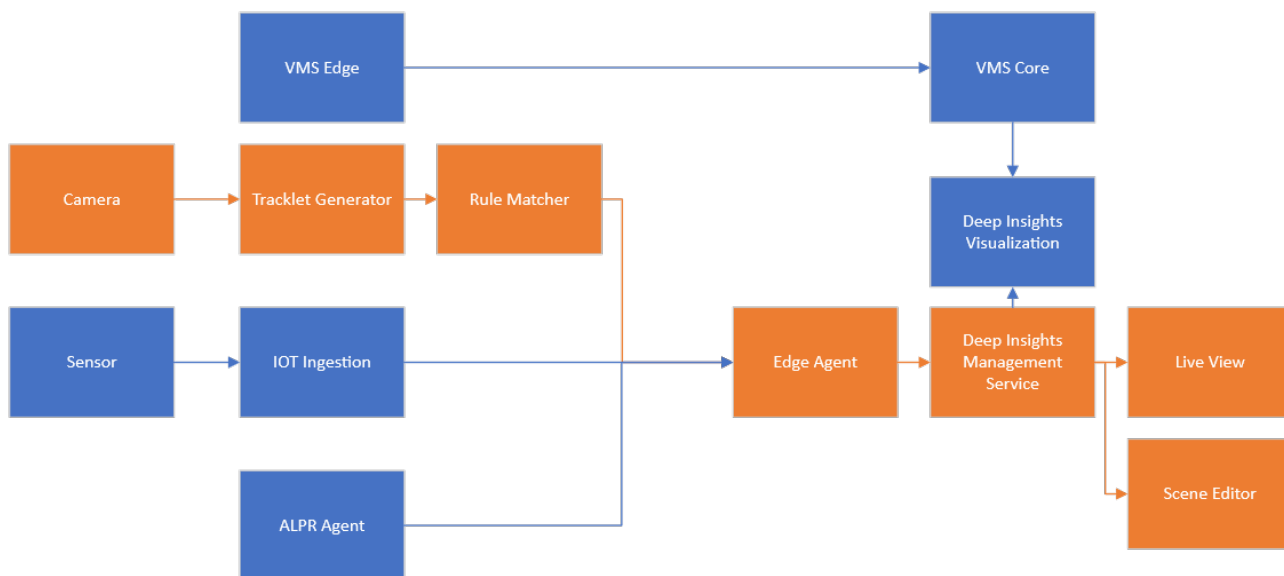 VMS Edge
VMS Core
Camera
Tracklet Generator
Rule Matcher
Deep Insights
Visualization
Sensor
IOT Ingestion
Edge Agent
Deep Insights
Management
Service
Live View
ALPR Agent
Scene Editor